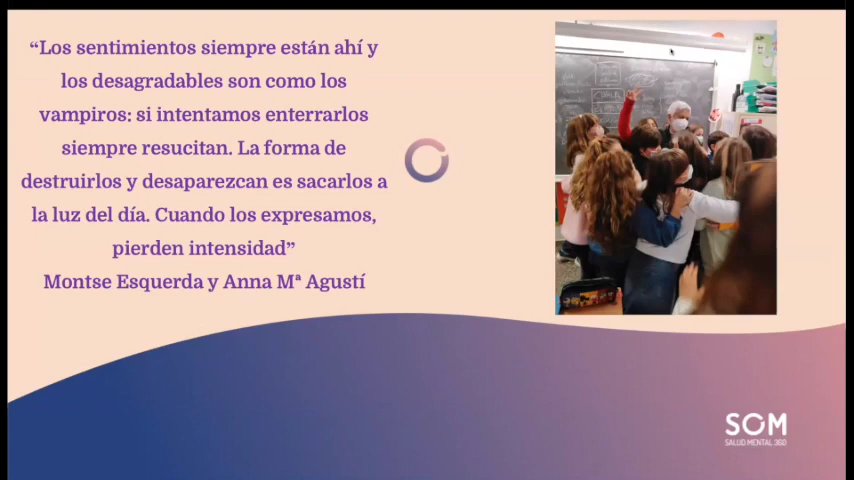 “Los sentimientos siempre están ahí y
los desagradables son como los
vampiros: si intentamos enterrarlos
siempre resucitan. La forma de
destruirlos y desaparezcan es sacarlos a
la luz del día. Cuando los expresamos,
pierden intensidad”
Montse Esquerda y Anna Mª Agustí
SOM
SALUD MENTAL 360